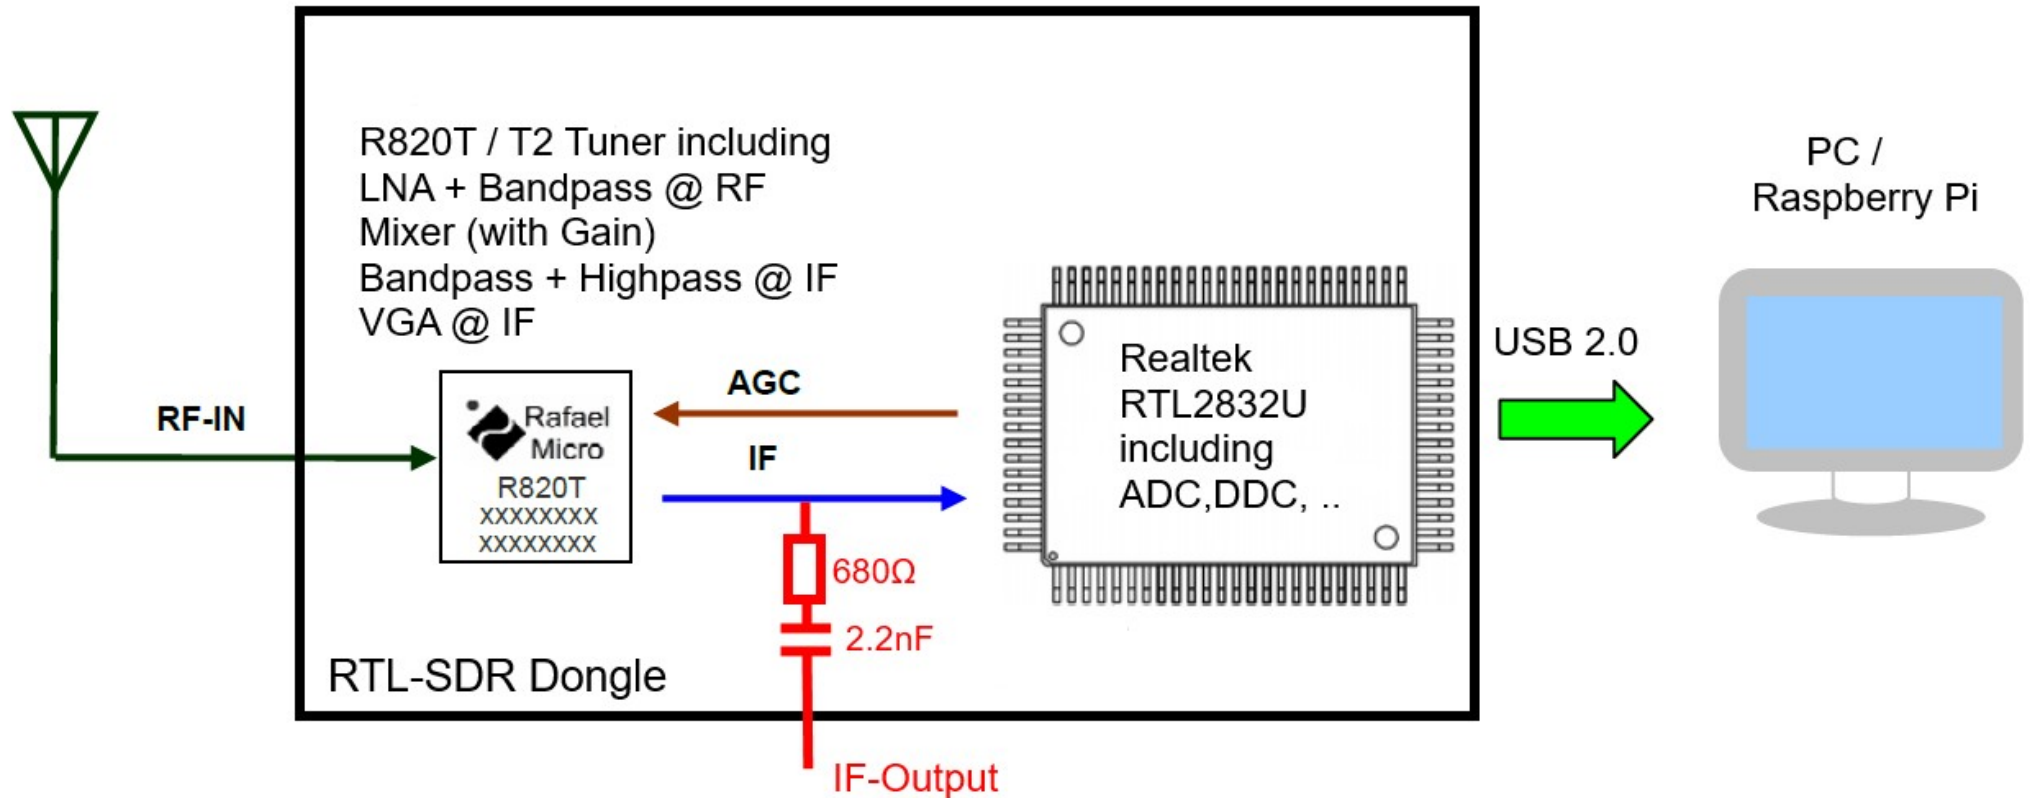 R820T / T2 Tuner including
LNA + Bandpass @ RF
Mixer (with Gain)
Bandpass + Highpass @ IF
VGA @ IF
RF-IN
Rafael
Micro
R820T
XXXXXXXX
XXXXXXXX
AGC
IF
680Ω
2.2nF
IF-Output
Realtek
RTL2832U
including
ADC,DDC, ..
RTL-SDR Dongle
USB 2.0
PC /
Raspberry Pi